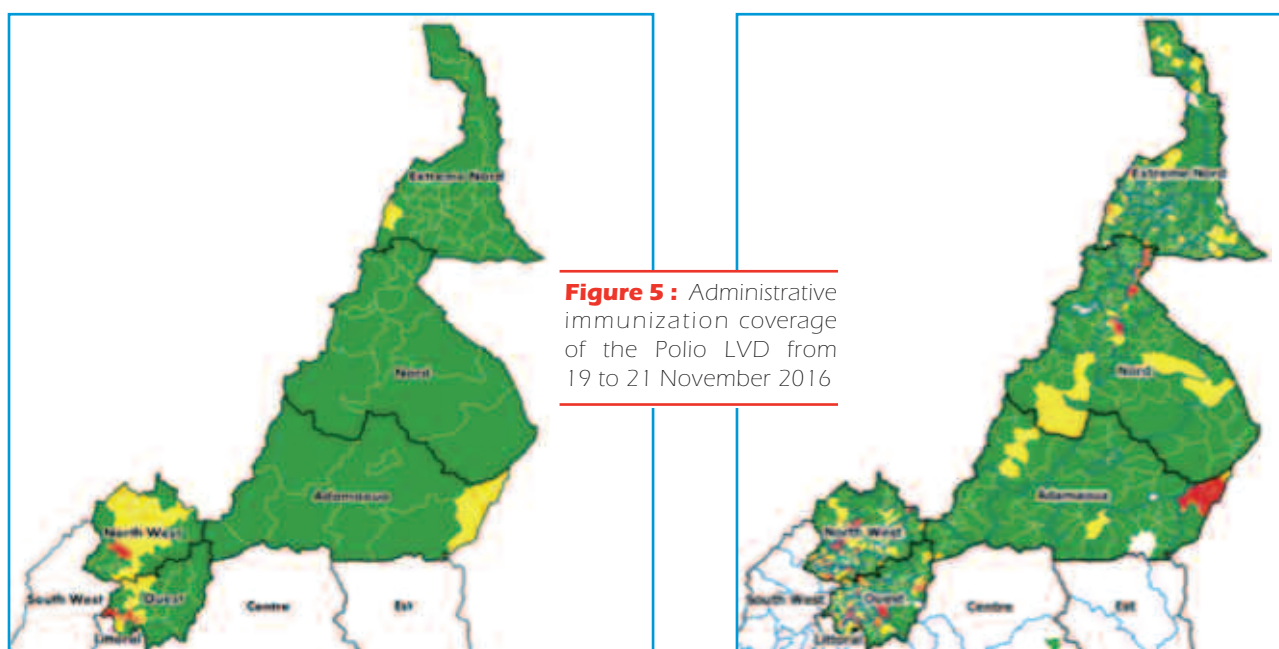 Extreme Nord
Nord
Adamaoua
North West
South West
Ouest
Littoral
Centre
Est
Figure 5 : Administrative
immunization coverage
of the Polio LVD from
19 to 21 November 2016
Extreme Nord
Nord
Adamaoua
North West
South West
Ouest
Littoral
Centre
Est